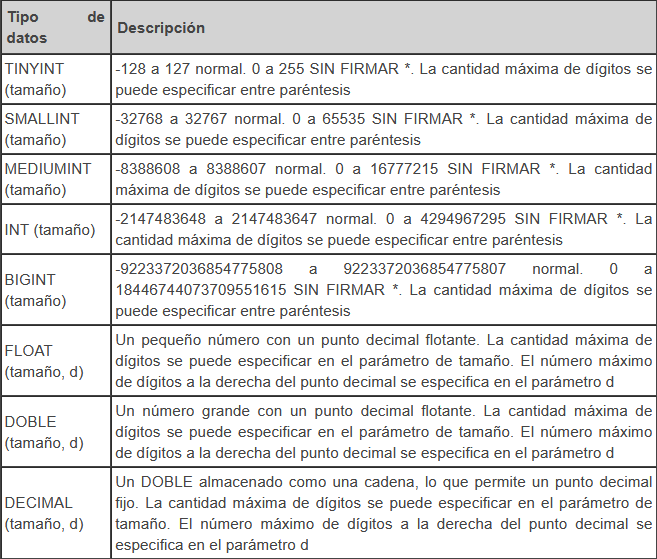 Tipo de
datos
Descripción
TINYINT
(tamaño)
-128 a 127 normal. 0 a 255 SIN FIRMAR *. La cantidad máxima de dígitos se
puede especificar entre paréntesis
SMALLINT
(tamaño)
-32768 a 32767 normal. 0 a 65535 SIN FIRMAR *. La cantidad máxima de
dígitos se puede especificar entre paréntesis
MEDIUMINT
(tamaño)
-8388608 a 8388607 normal. 0 a 16777215 SIN FIRMAR *. La cantidad
máxima de dígitos se puede especificar entre paréntesis
INT (tamaño)
-2147483648 a 2147483647 normal. 0 a 4294967295 SIN FIRMAR *. La
cantidad máxima de dígitos se puede especificar entre paréntesis
BIGINT
(tamaño)
-9223372036854775808 a 9223372036854775807 normal. 0 a
18446744073709551615 SIN FIRMAR *. La cantidad máxima de dígitos se
puede especificar entre paréntesis
FLOAT
(tamaño, d)
Un pequeño número con un punto decimal flotante. La cantidad máxima de
dígitos se puede especificar en el parámetro de tamaño. El número máximo
de dígitos a la derecha del punto decimal se especifica en el parámetro d
DOBLE
(tamaño, d)
Un número grande con un punto decimal flotante. La cantidad máxima de
dígitos se puede especificar en el parámetro de tamaño. El número máximo
de dígitos a la derecha del punto decimal se especifica en el parámetro d
DECIMAL
(tamaño, d)
Un DOBLE almacenado como una cadena, lo que permite un punto decimal
fijo. La cantidad máxima de dígitos se puede especificar en el parámetro de
tamaño. El número máximo de dígitos a la derecha del punto decimal se
especifica en el parámetro d